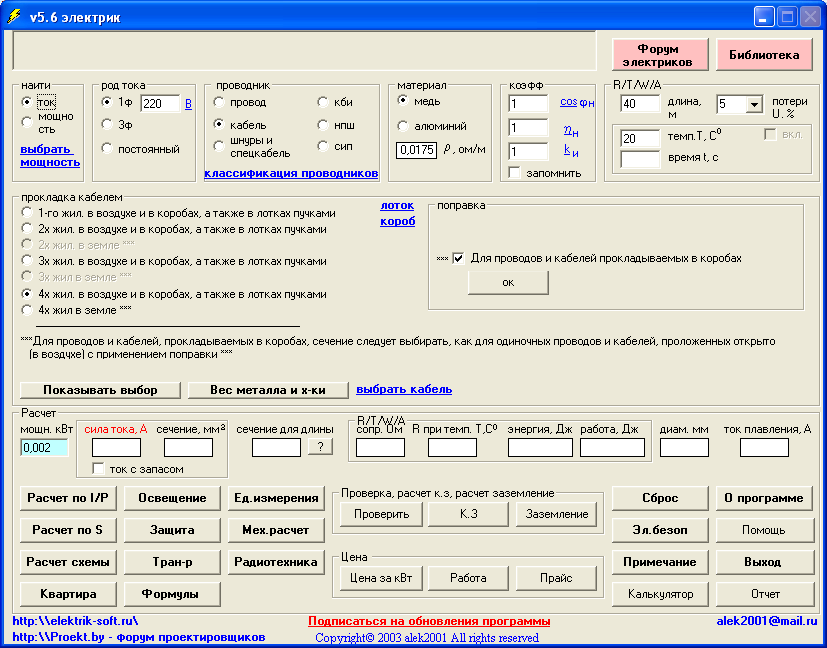 v5.6 электрик
Форум электриков
Библиотека
найти
ток
мощно
сть
выбрать
мощность
род тока
1ф 220 В
3ф
постоянный
проводник
провод
кби
кабель
нпш
шнуры и
спецкабель
сип
классификация проводников
материал
медь
алюминий
0,0175 ρ, ом/м
коэфф
1 cos φн
1 ηн
1 kи
запомнить
R/T/W/A
40 длина, м 5 потери U, %
20 темп.T, C⁰ вкл.
время t, с
прокладка кабелем
1-го жил. в воздухе и в коробах, а также в лотках пучками
2х жил. в воздухе и в коробах, а также в лотках пучками
2х жил. в земле ***
3х жил. в воздухе и в коробах, а также в лотках пучками
3х жил. в земле ***
4х жил. в воздухе и в коробах, а также в лотках пучками
4х жил в земле ***
лоток
короб
поправка
*** Для проводов и кабелей прокладываемых в коробах
ок
***Для проводов и кабелей, прокладываемых в коробах, сечение следует выбирать, как для одиночных проводов и кабелей, проложенных открыто
(в воздухе) с применением поправки ***
Показывать выбор
Вес металла и х-ки
выбрать кабель
Расчет
мощн. кВт
0,002
сила тока, А
сечение, мм²
ток с запасом
сечение для длины
?
R/T/W/A
сопр. Ом
R при темп. T,C⁰
энергия, Дж
работа, Дж
диам. мм
ток плавления, А
Расчет по I/P
Освещение
Ед.измерения
Расчет по S
Защита
Мех.расчет
Расчет схемы
Тран-р
Радиотехника
Квартира
Формулы
Проверка, расчет к.з, расчет заземление
Проверить
К.З
Заземление
Цена
Цена за кВт
Работа
Прайс
Сброс
О программе
Эл.безоп
Помощь
Примечание
Выход
Калькулятор
Отчет
http:\\elektrik-soft.ru\
Подписаться на обновления программы
alek2001@mail.ru
http:\\Proekt.by - форум проектировщиков
Copyright© 2003 alek2001 All rights reserved